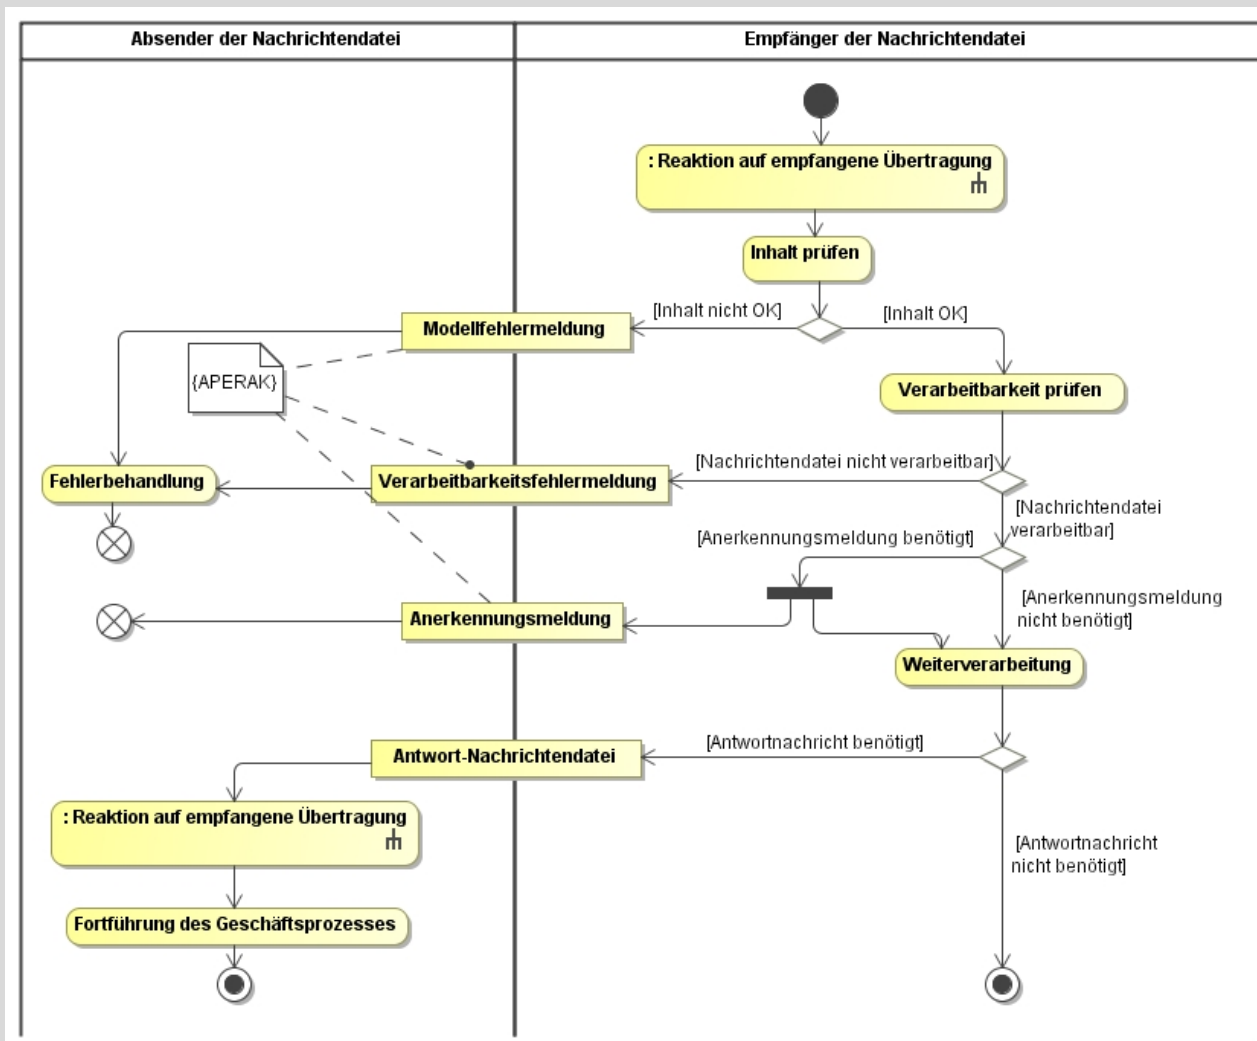 Absender der Nachrichtendatei
Empfänger der Nachrichtendatei
: Reaktion auf empfangene Übertragung
Inhalt prüfen
[Inhalt nicht OK]
[Inhalt OK]
Modellfehlermeldung
{APERAK}
Verarbeitbarkeit prüfen
[Nachrichtendatei nicht verarbeitbar]
Fehlerbehandlung
Verarbeitbarkeitsfehlermeldung
[Nachrichtendatei
verarbeitbar]
[Anerkennungsmeldung benötigt]
[Anerkennungsmeldung
nicht benötigt]
Anerkennungsmeldung
Weiterverarbeitung
[Antwortnachricht benötigt]
Antwort-Nachrichtendatei
: Reaktion auf empfangene Übertragung
[Antwortnachricht
nicht benötigt]
Fortführung des Geschäftsprozesses